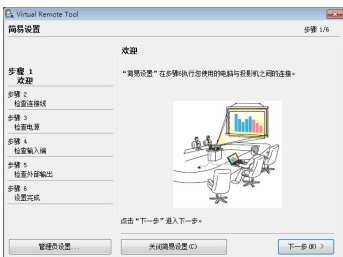 Virtual Remote Tool
简易设置
步骤 1/6
步骤 1
欢迎
步骤 2
检查连接线
步骤 3
检查电源
步骤 4
检查输入端
步骤 5
检查外部输出
步骤 6
设置完成
欢迎
“简易设置”在步骤6执行您使用的电脑与投影机之间的连接。
点击“下一步”进入下一步。
管理员设置...
关闭简易设置(C)
下一步(N) >